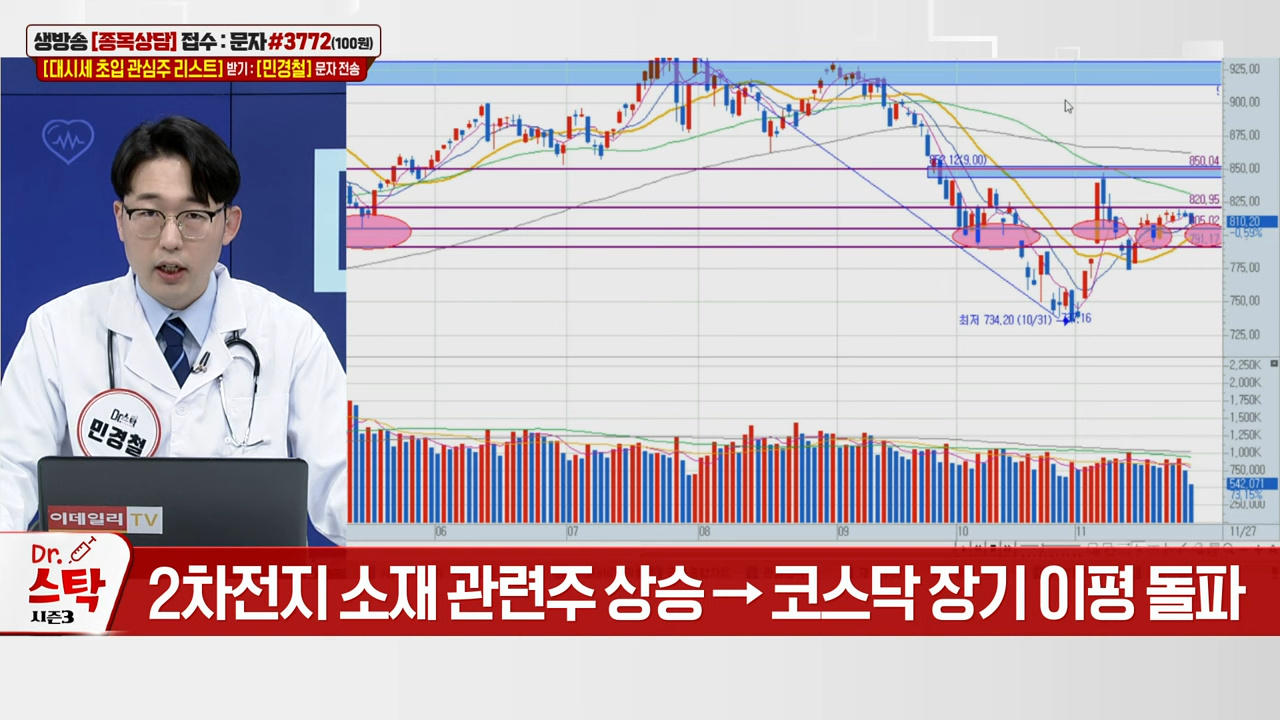 생방송 [종목상담] 접수 : 문자#3772(100원)
[대시세 초입 관심주 리스트] 받기 : [민경철] 문자 전송
925,00
900,00
875,00
850,00
825,00
810,20
-0,59%
775,00
750,00
725,00
850,04
820,95
805,02
791,17
최저 734,20 (10/31)
2,250K
2,000K
1,750K
1,500K
1,250K
1,000K
750,000
542,071
73,15%
250,000
06
07
08
09
10
11
11/27
Dr.스탁
민경철
이데일리 TV
Dr.
스탁
시즌3
2차전지 소재 관련주 상승→코스닥 장기 이평 돌파